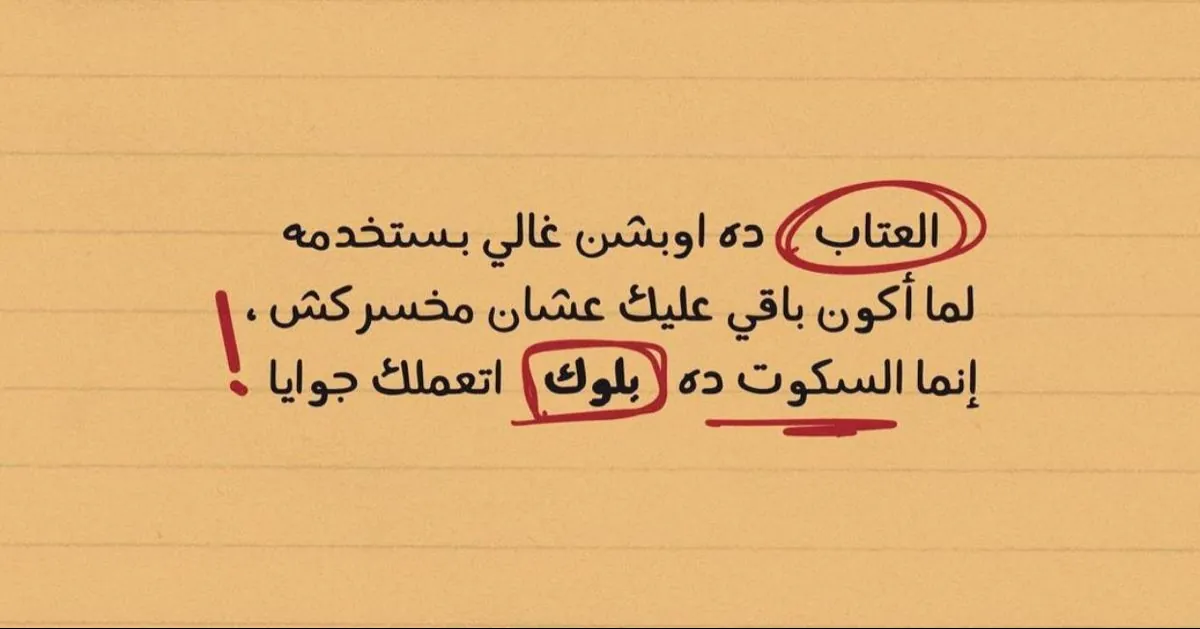 العتاب ده اوبشن غالي بستخدمه
لما أكون باقي عليك عشان مخسركش ،
إنما السكوت ده بلوك اتعملك جوايا !